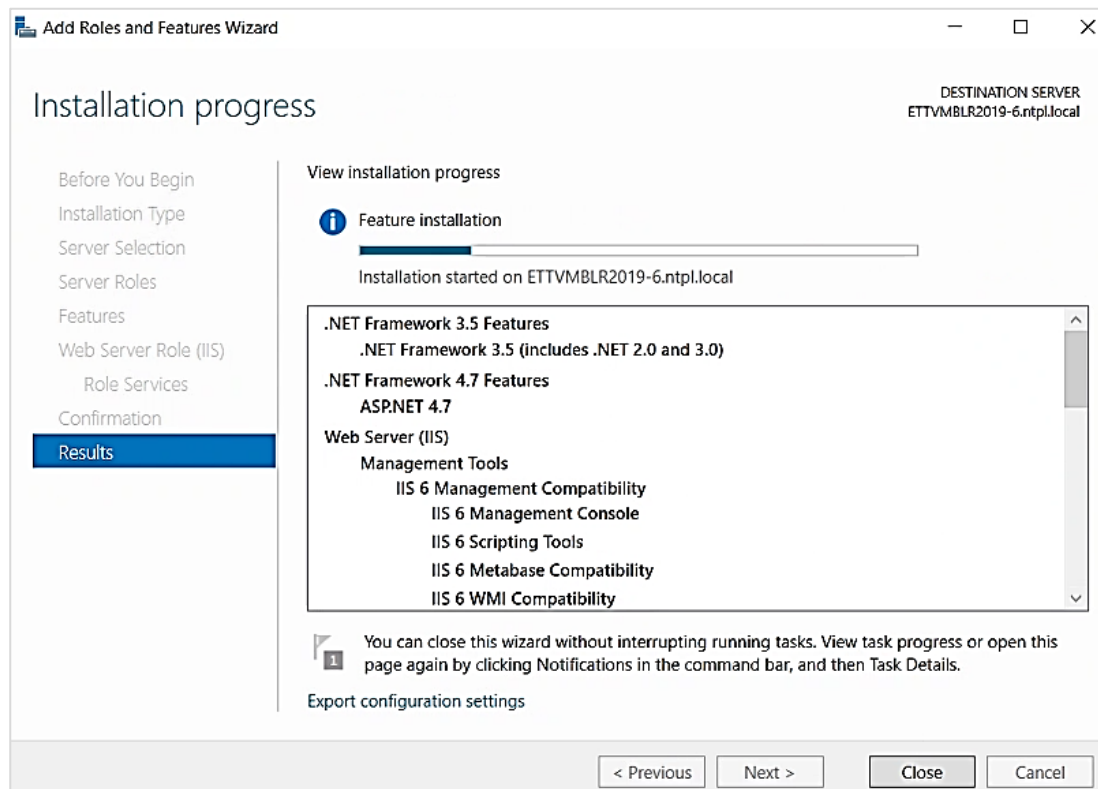 Add Roles and Features Wizard
Installation progress
DESTINATION SERVER
ETTVMBLR2019-6.ntpl.local
Before You Begin
Installation Type
Server Selection
Server Roles
Features
Web Server Role (IIS)
Role Services
Confirmation
Results
View installation progress
Feature installation
Installation started on ETTVMBLR2019-6.ntpl.local
.NET Framework 3.5 Features
.NET Framework 3.5 (includes .NET 2.0 and 3.0)
.NET Framework 4.7 Features
ASP.NET 4.7
Web Server (IIS)
Management Tools
IIS 6 Management Compatibility
IIS 6 Management Console
IIS 6 Scripting Tools
IIS 6 Metabase Compatibility
IIS 6 WMI Compatibility
1
You can close this wizard without interrupting running tasks. View task progress or open this
page again by clicking Notifications in the command bar, and then Task Details.
Export configuration settings
< Previous
Next >
Close
Cancel